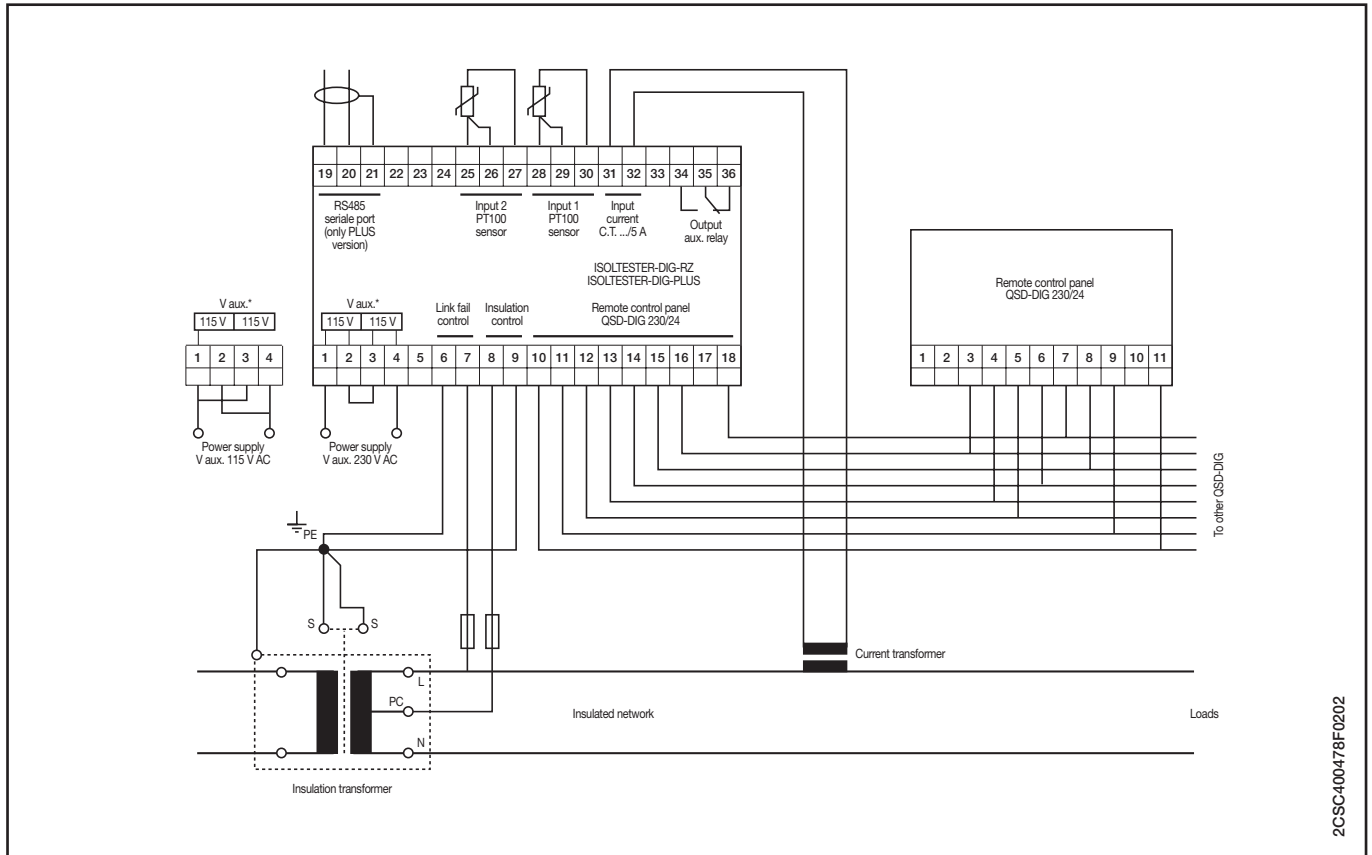 19 20 21 22 23 24 25 26 27 28 29 30 31 32 33 34 35 36
RS485
seriale port
(only PLUS
version)
Input 2
PT100
sensor
Input 1
PT100
sensor
Input
current
C.T. .../5 A
Output
aux. relay
ISOLTESTER-DIG-RZ
ISOLTESTER-DIG-PLUS
V aux.*
115 V 115 V
1 2 3 4
Power supply
V aux. 115 V AC
V aux.*
115 V 115 V
Link fail
control
Insulation
control
Remote control panel
QSD-DIG 230/24
1 2 3 4 5 6 7 8 9 10 11 12 13 14 15 16 17 18
Power supply
V aux. 230 V AC
Remote control panel
QSD-DIG 230/24
1 2 3 4 5 6 7 8 9 10 11
To other QSD-DIG
PE
S S
L
PC
N
Insulation transformer
Current transformer
Insulated network
Loads
2CSC400478F0202